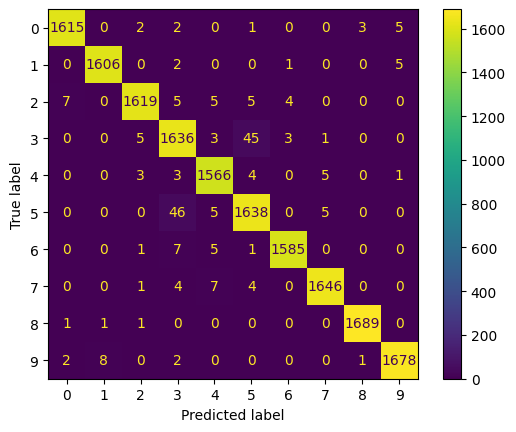 0 1615 0 2 2 0 1 0 0 3 5
1 0 1606 0 2 0 0 1 0 0 5
2 7 0 1619 5 5 5 4 0 0 0
3 0 0 5 1636 3 45 3 1 0 0
4 0 0 3 3 1566 4 0 5 0 1
5 0 0 0 46 5 1638 0 5 0 0
6 0 0 1 7 5 1 1585 0 0 0
7 0 0 1 4 7 4 0 1646 0 0
8 1 1 1 0 0 0 0 0 1689 0
9 2 8 0 2 0 0 0 0 1 1678
0 1 2 3 4 5 6 7 8 9
Predicted label
True label
1600
1400
1200
1000
800
600
400
200
0